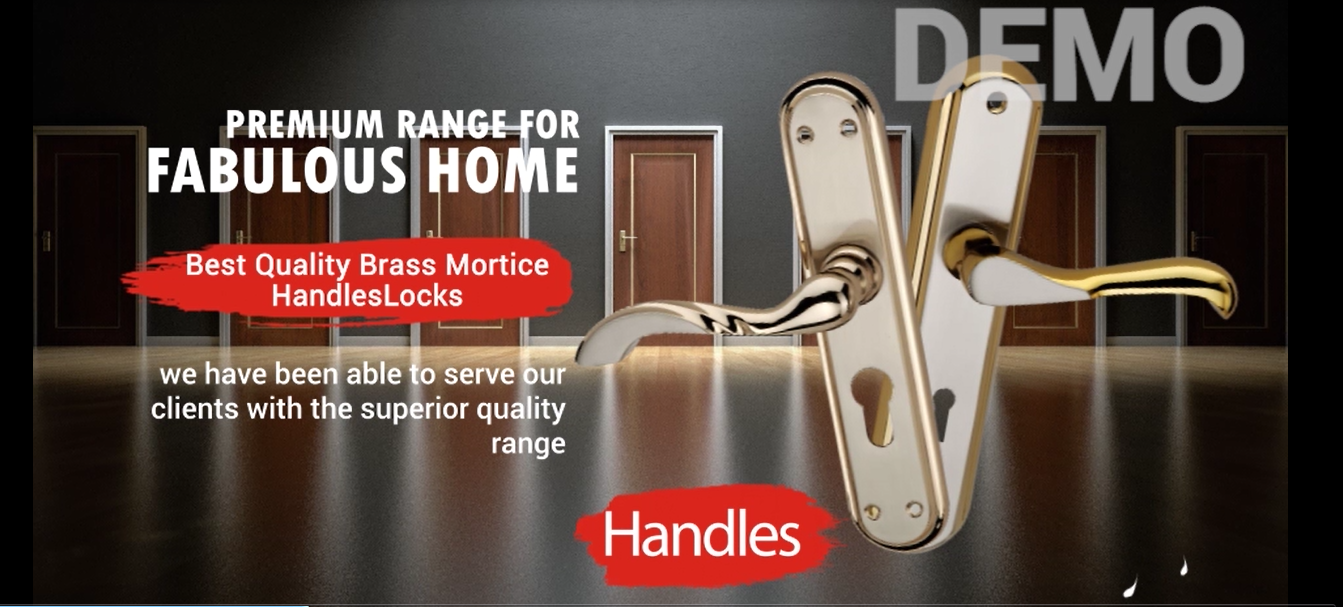 DEMO
PREMIUM RANGE FOR
FABULOUS HOME
Best Quality Brass Mortice
HandlesLocks
we have been able to serve our
clients with the superior quality
range
Handles